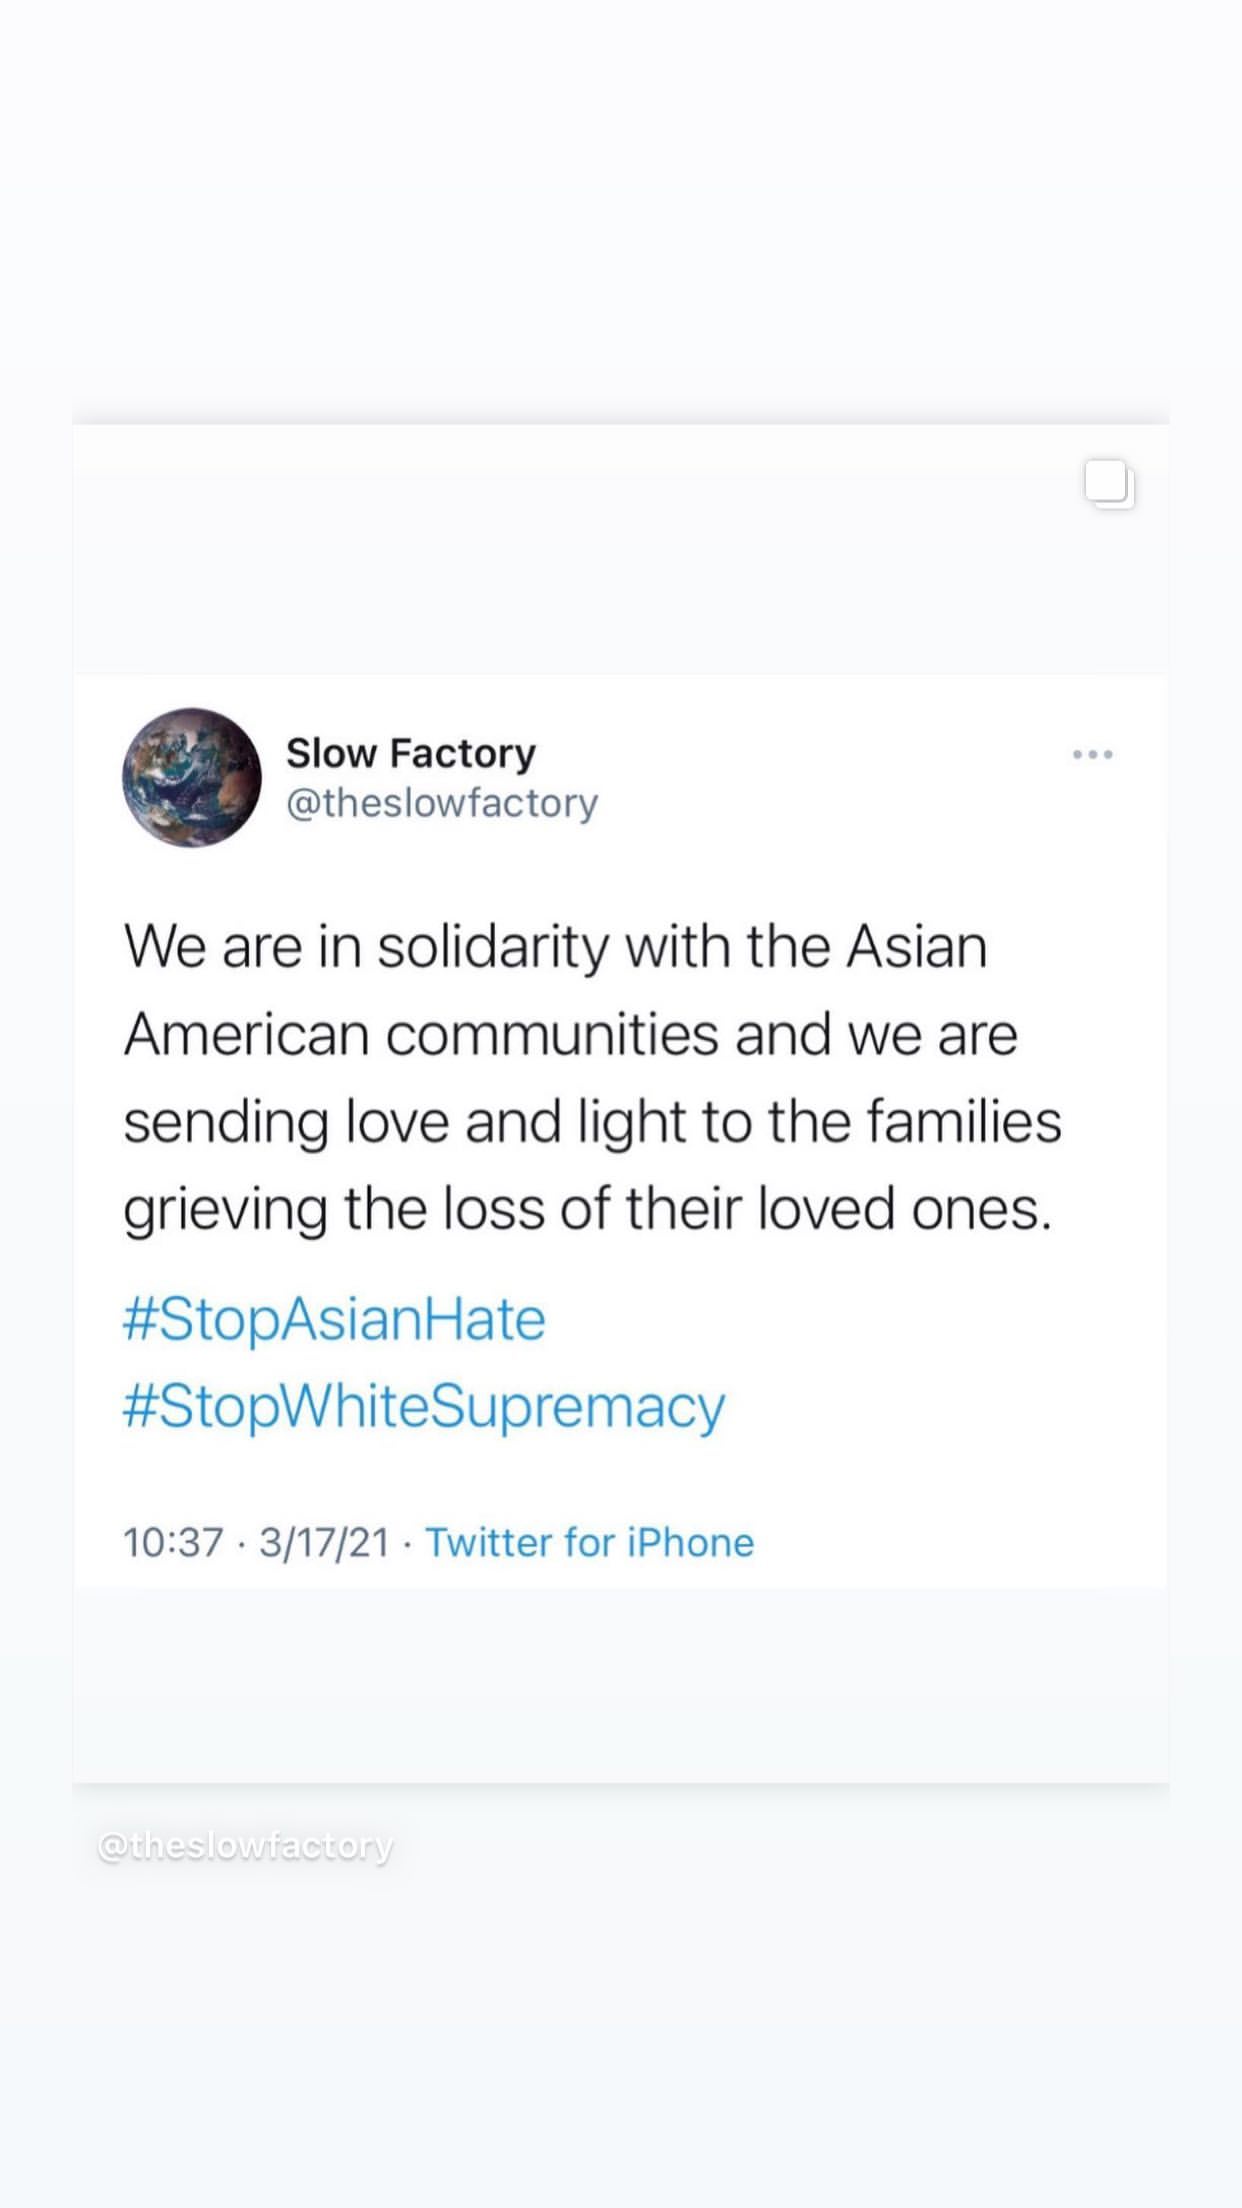 Slow Factory
@theslowfactory
We are in solidarity with the Asian
American communities and we are
sending love and light to the families
grieving the loss of their loved ones.
#StopAsianHate
#StopWhiteSupremacy
10:37 · 3/17/21 · Twitter for iPhone
@theslowfactory